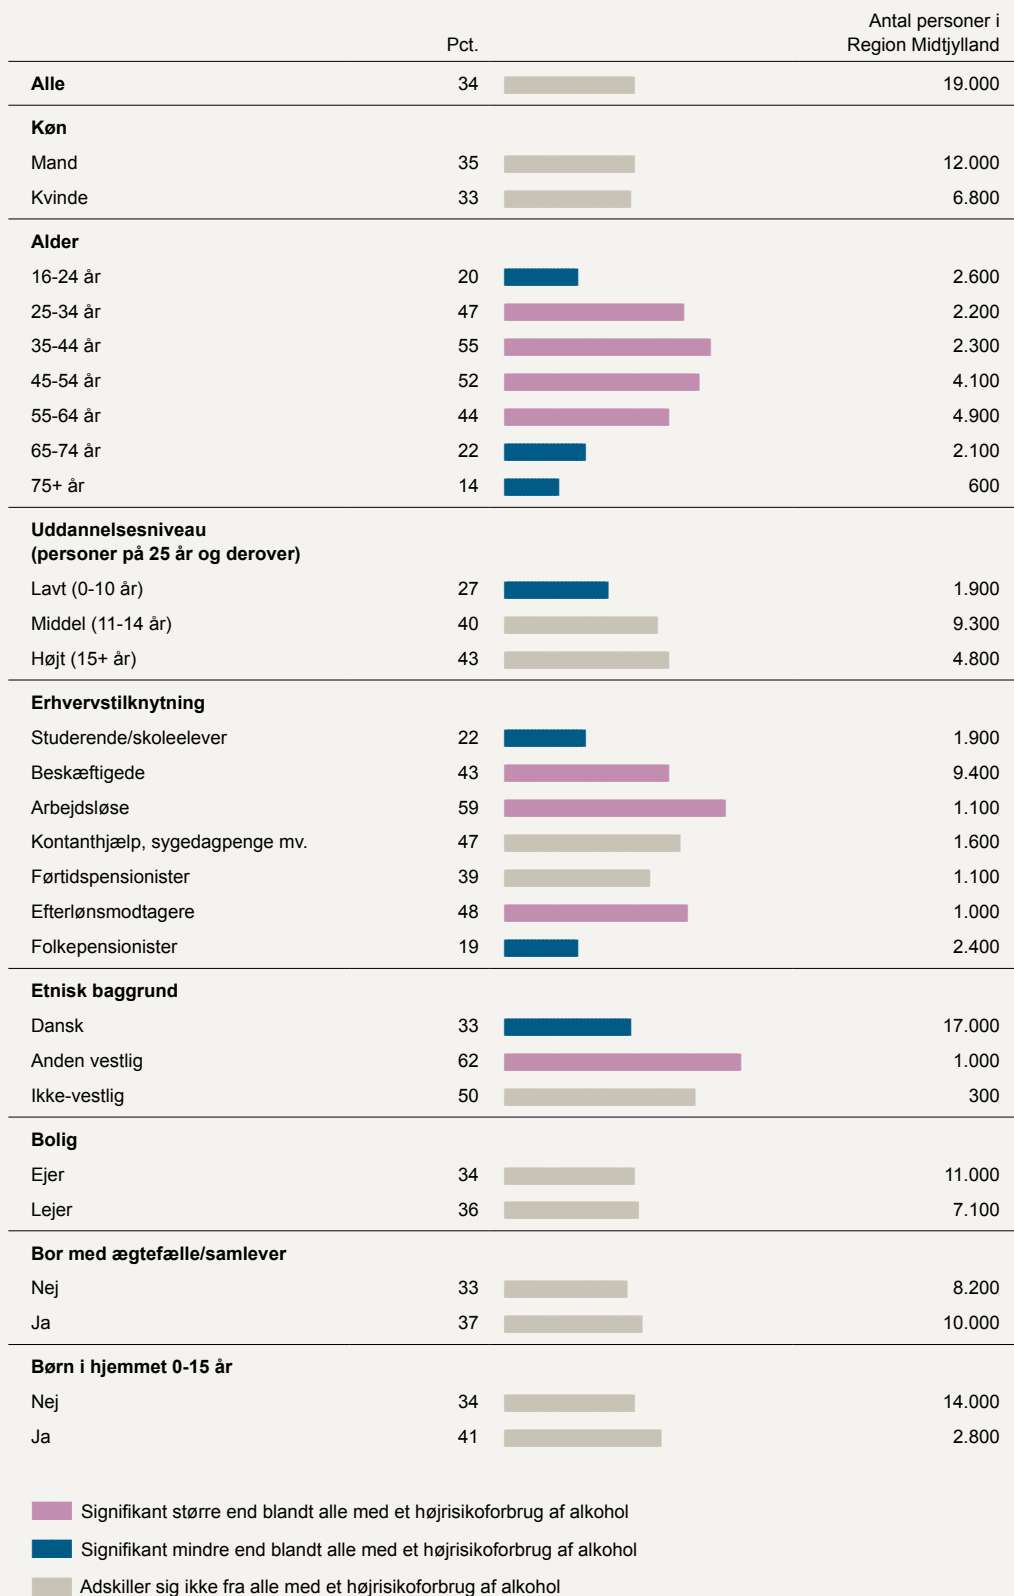 Antal personer i
Pct. Region Midtjylland
Alle 34 19.000
Køn
Mand 35 12.000
Kvinde 33 6.800
Alder
16-24 år 20 2.600
25-34 år 47 2.200
35-44 år 55 2.300
45-54 år 52 4.100
55-64 år 44 4.900
65-74 år 22 2.100
75+ år 14 600
Uddannelsesniveau
(personer på 25 år og derover)
Lavt (0-10 år) 27 1.900
Middel (11-14 år) 40 9.300
Højt (15+ år) 43 4.800
Erhvervstilknytning
Studerende/skoleelever 22 1.900
Beskæftigede 43 9.400
Arbejdsløse 59 1.100
Kontanthjælp, sygedagpenge mv. 47 1.600
Førtidspensionister 39 1.100
Efterlønsmodtagere 48 1.000
Folkepensionister 19 2.400
Etnisk baggrund
Dansk 33 17.000
Anden vestlig 62 1.000
Ikke-vestlig 50 300
Bolig
Ejer 34 11.000
Lejer 36 7.100
Bor med ægtefælle/samlever
Nej 33 8.200
Ja 37 10.000
Børn i hjemmet 0-15 år
Nej 34 14.000
Ja 41 2.800
Signifikant større end blandt alle med et højrisikoforbrug af alkohol
Signifikant mindre end blandt alle med et højrisikoforbrug af alkohol
Adskiller sig ikke fra alle med et højrisikoforbrug af alkohol